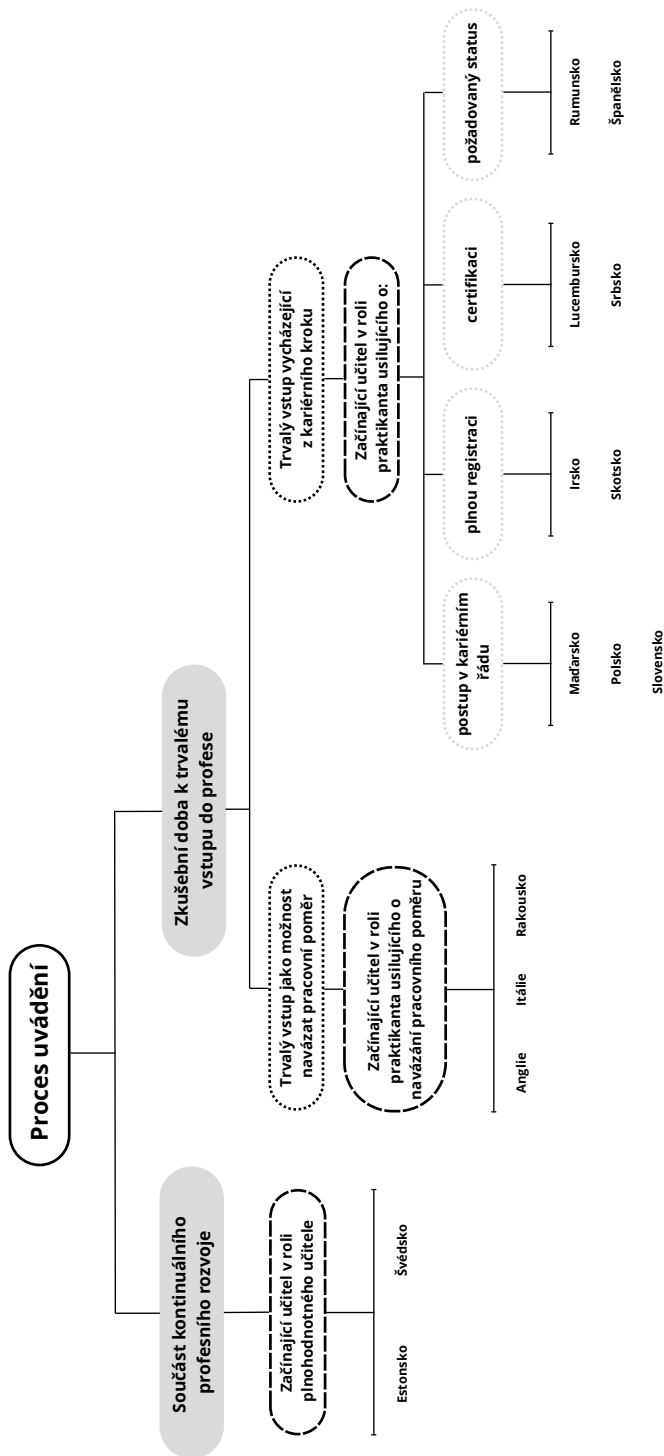 Proces uvádění
Součást kontinuálního
profesního rozvoje
Zkušební doba k trvalému
vstupu do profese
Začínající učitel v roli
plnohodnotného učitele
Trvalý vstup jako možnost
navázat pracovní poměr
Trvalý vstup vycházející
z kariérního kroku
Začínající učitel v roli
praktikanta usilujícího o
navázání pracovního poměru
Začínající učitel v roli
praktikanta usilujícího o:
Estonsko
Švédsko
Anglie
Itálie
Rakousko
postup v kariérním
řádu
plnou registraci
certifikaci
požadovaný status
Maďarsko
Polsko
Slovensko
Irsko
Skotsko
Lucembursko
Srbsko
Rumunsko
Španělsko